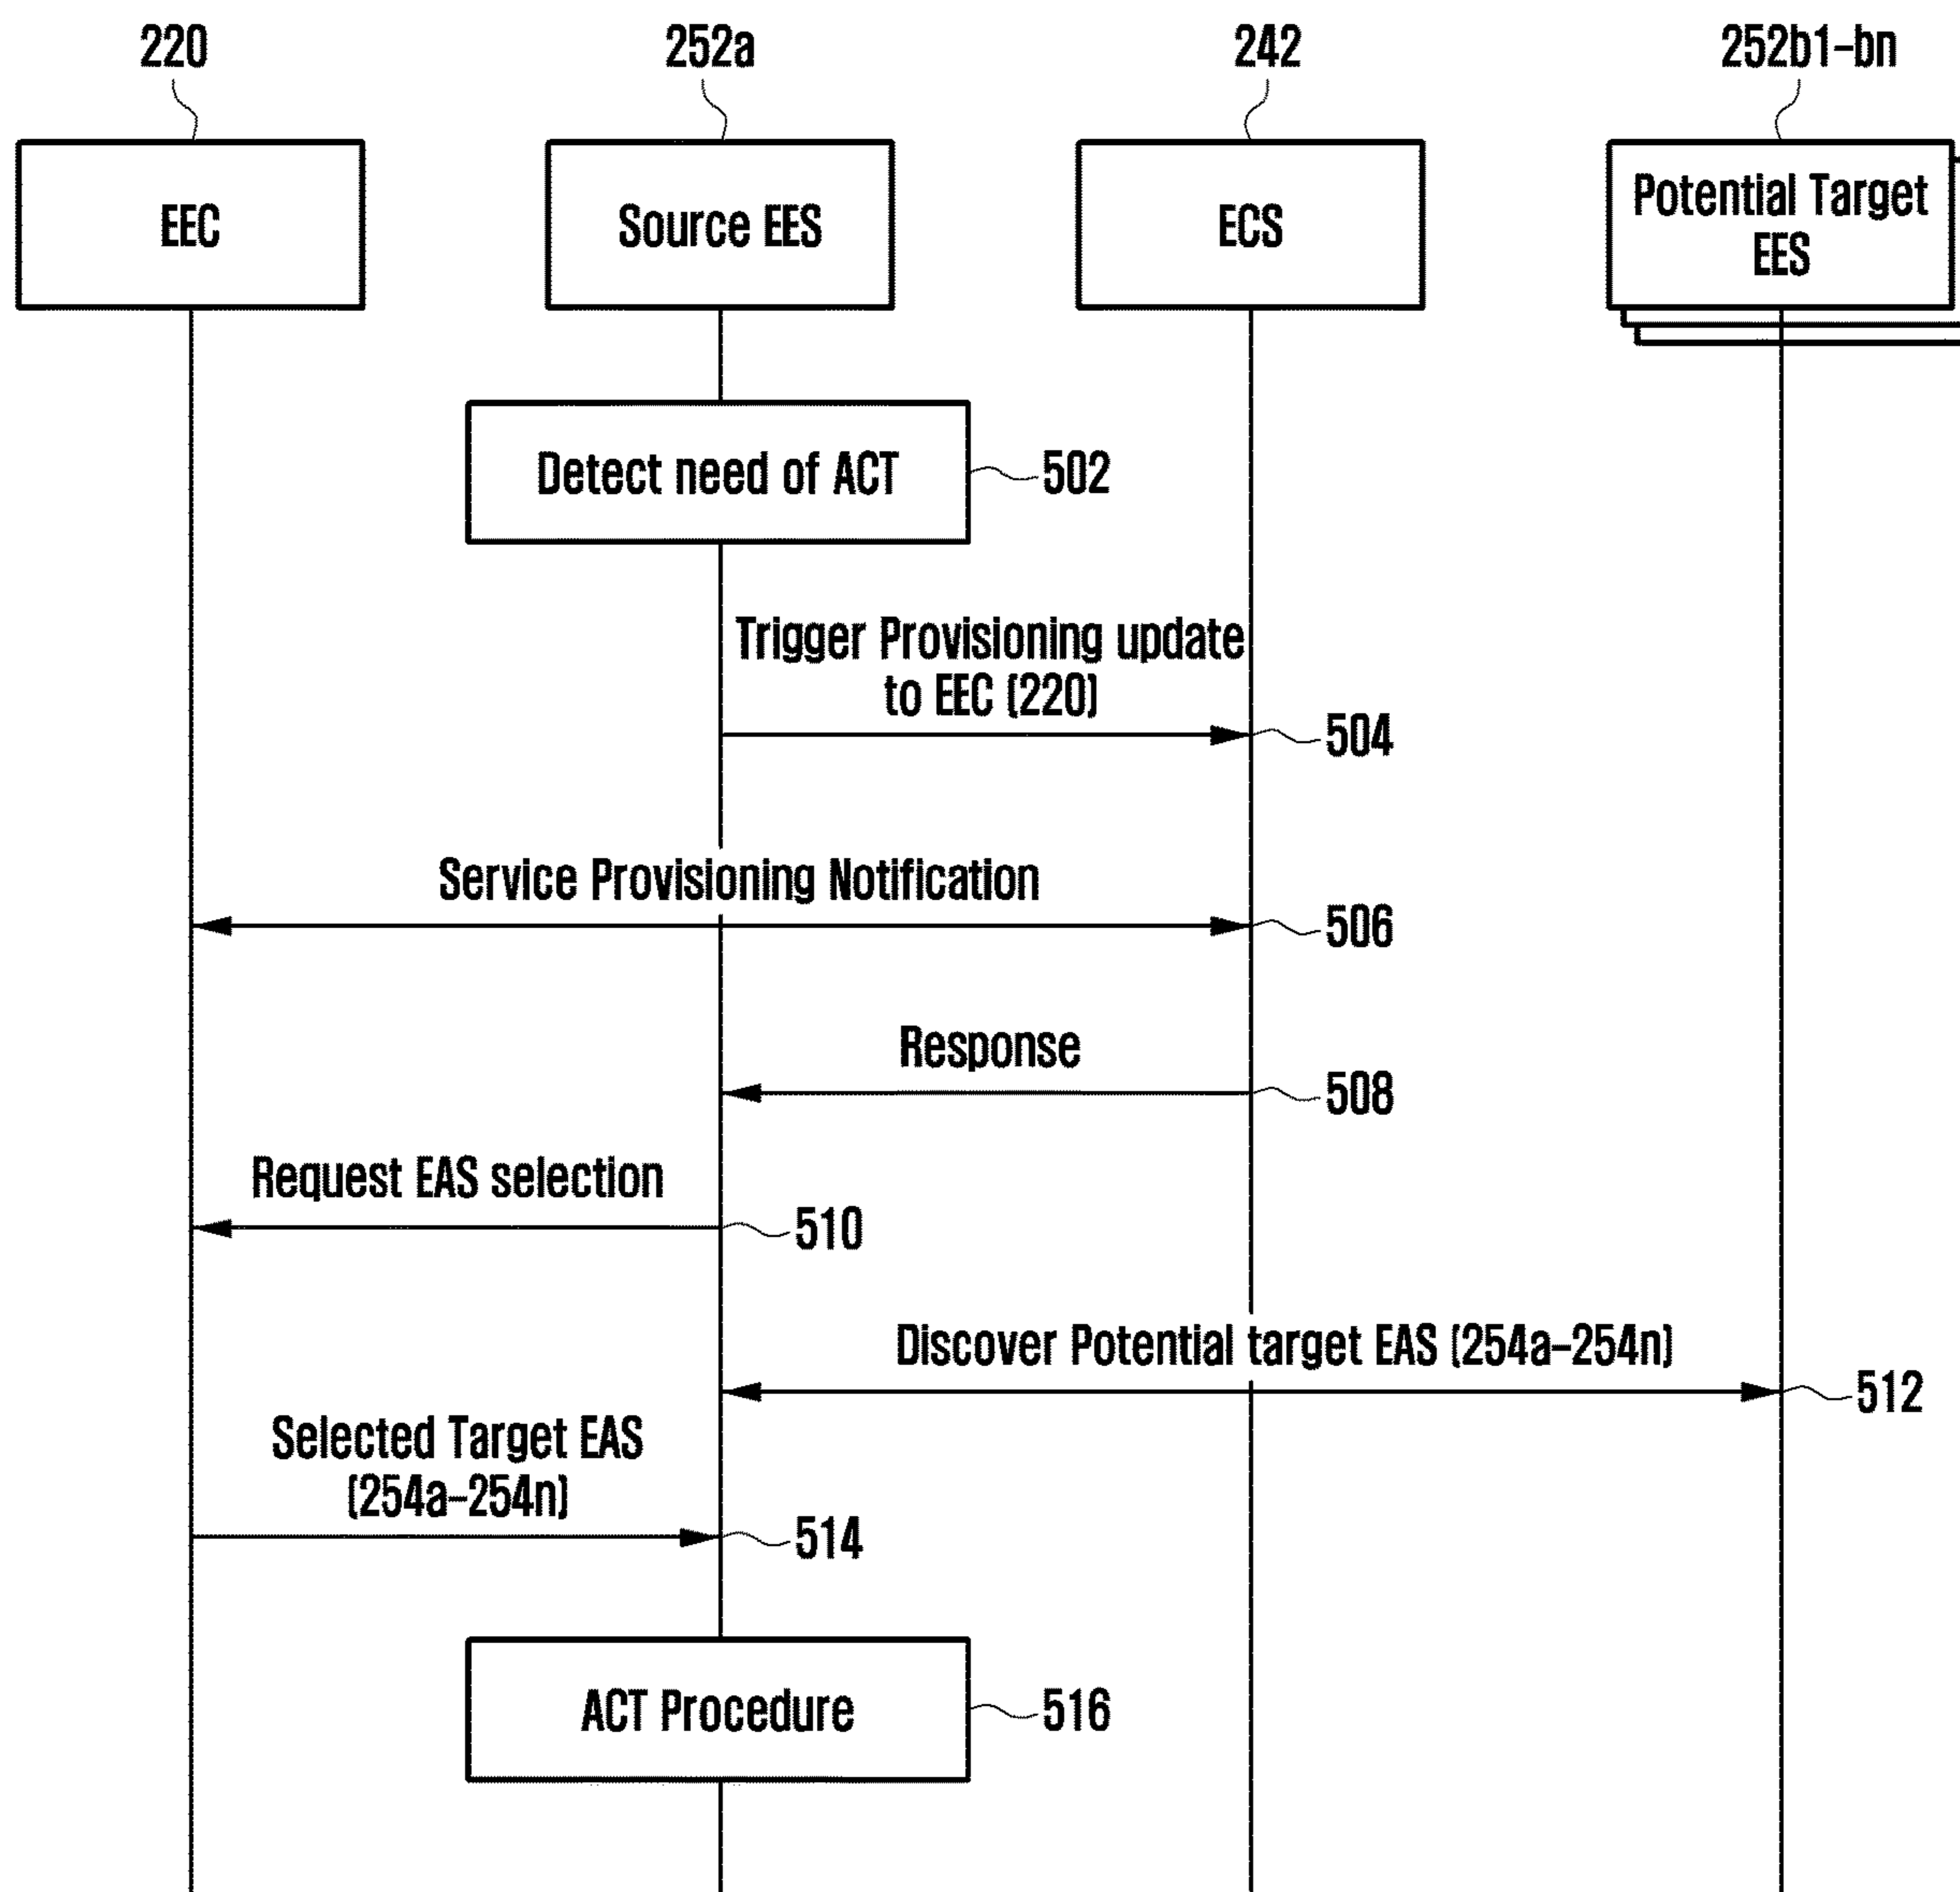 220
252a
242
252b1-bn
EEC
Source EES
ECS
Potential Target
EES
Detect need of ACT
502
Trigger Provisioning update
to EEC (220)
504
Service Provisioning Notification
506
Response
508
Request EAS selection
510
Discover Potential target EAS (254a-254n)
512
Selected Target EAS
(254a-254n)
514
ACT Procedure
516